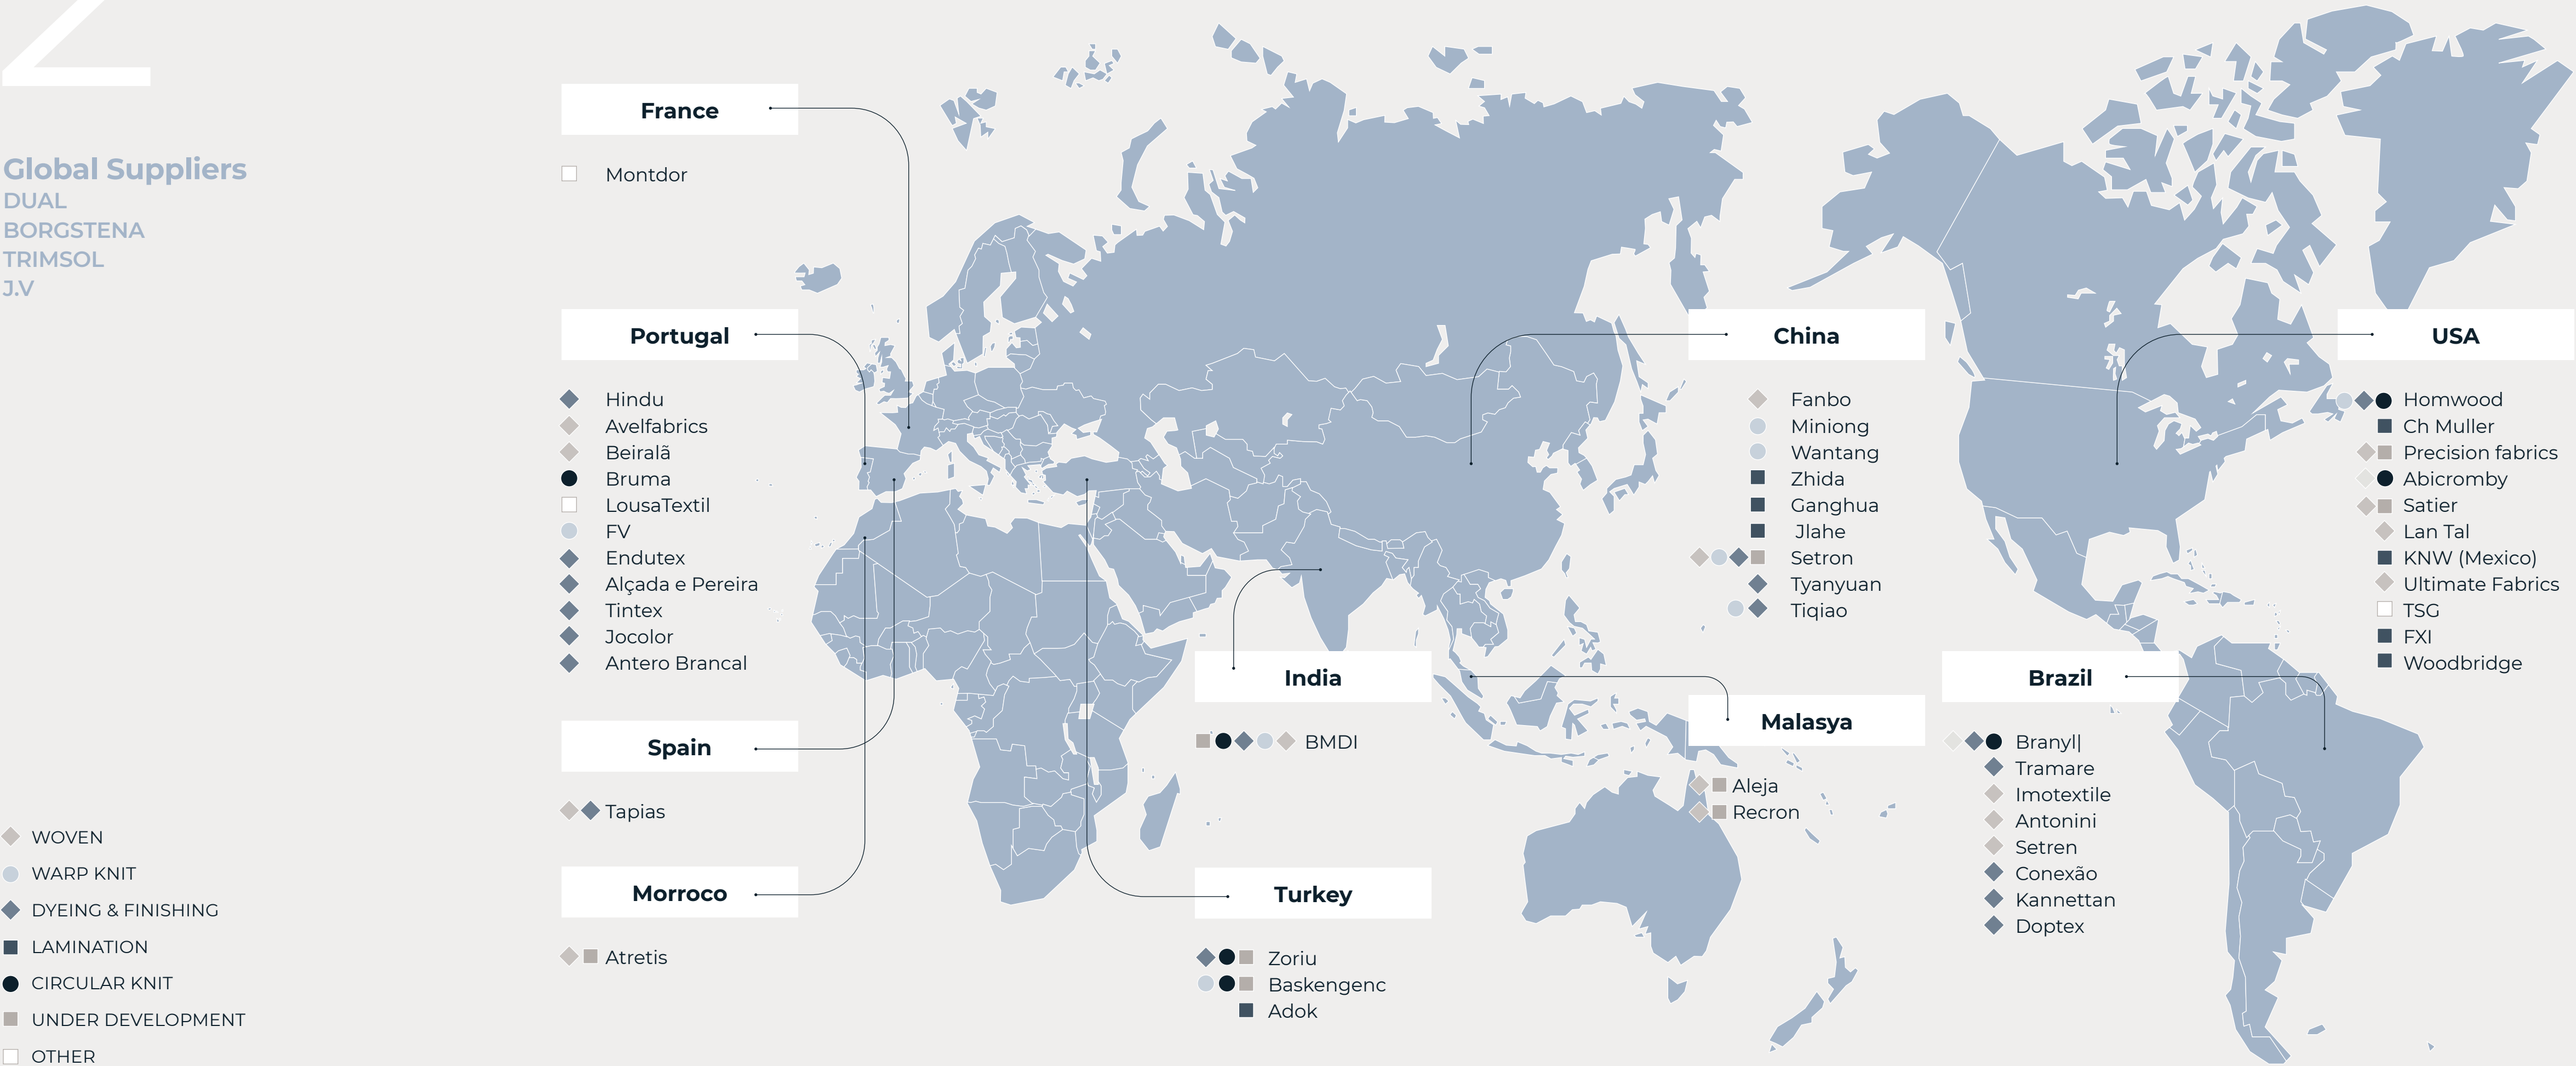 2
Global Suppliers
DUAL
BORGSTENA
TRIMSOL
J.V
WOVEN
WARP KNIT
DYEING & FINISHING
LAMINATION
CIRCULAR KNIT
UNDER DEVELOPMENT
OTHER
France
Montdor
Portugal
Hindu
Avelfabrics
Beiralã
Bruma
LousaTextil
FV
Endutex
Alçada e Pereira
Tintex
Jocolor
Antero Brancal
Spain
Tapias
Morroco
Atretis
India
BMDI
Turkey
Zoriu
Baskengenc
Adok
China
Fanbo
Miniong
Wantang
Zhida
Ganghua
Jlahe
Setron
Tyanyuan
Tiqiao
Malasya
Aleja
Recron
USA
Homwood
Ch Muller
Precision fabrics
Abicromby
Satier
Lan Tal
KNW (Mexico)
Ultimate Fabrics
TSG
FXI
Woodbridge
Brazil
Branyl|
Tramare
Imotextile
Antonini
Setren
Conexão
Kannettan
Doptex